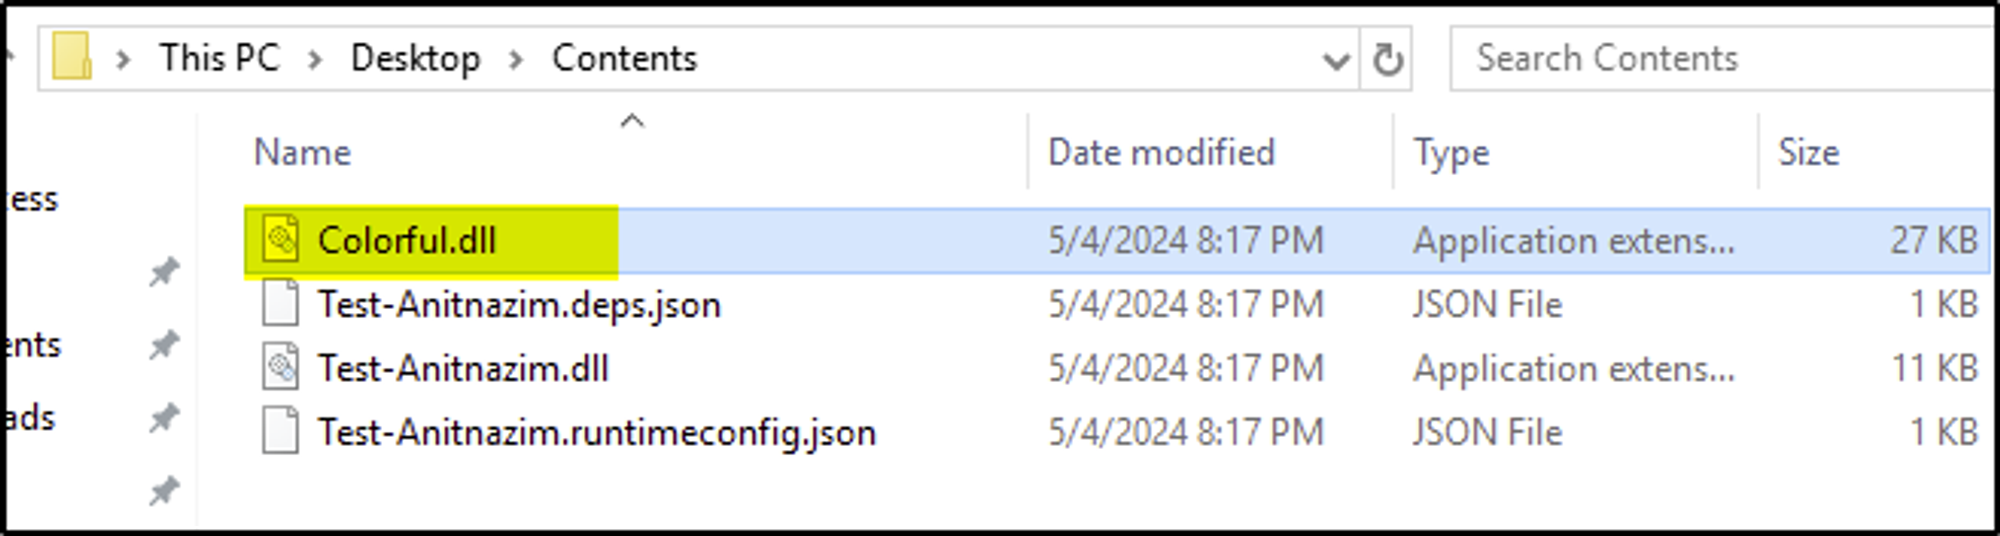 This PC > Desktop > Contents
Search Contents
Name Date modified Type Size
cess
Colorful.dll 5/4/2024 8:17 PM Application extens... 27 KB
Test-Anitnazim.deps.json 5/4/2024 8:17 PM JSON File 1 KB
ents
Test-Anitnazim.dll 5/4/2024 8:17 PM Application extens... 11 KB
ads
Test-Anitnazim.runtimeconfig.json 5/4/2024 8:17 PM JSON File 1 KB